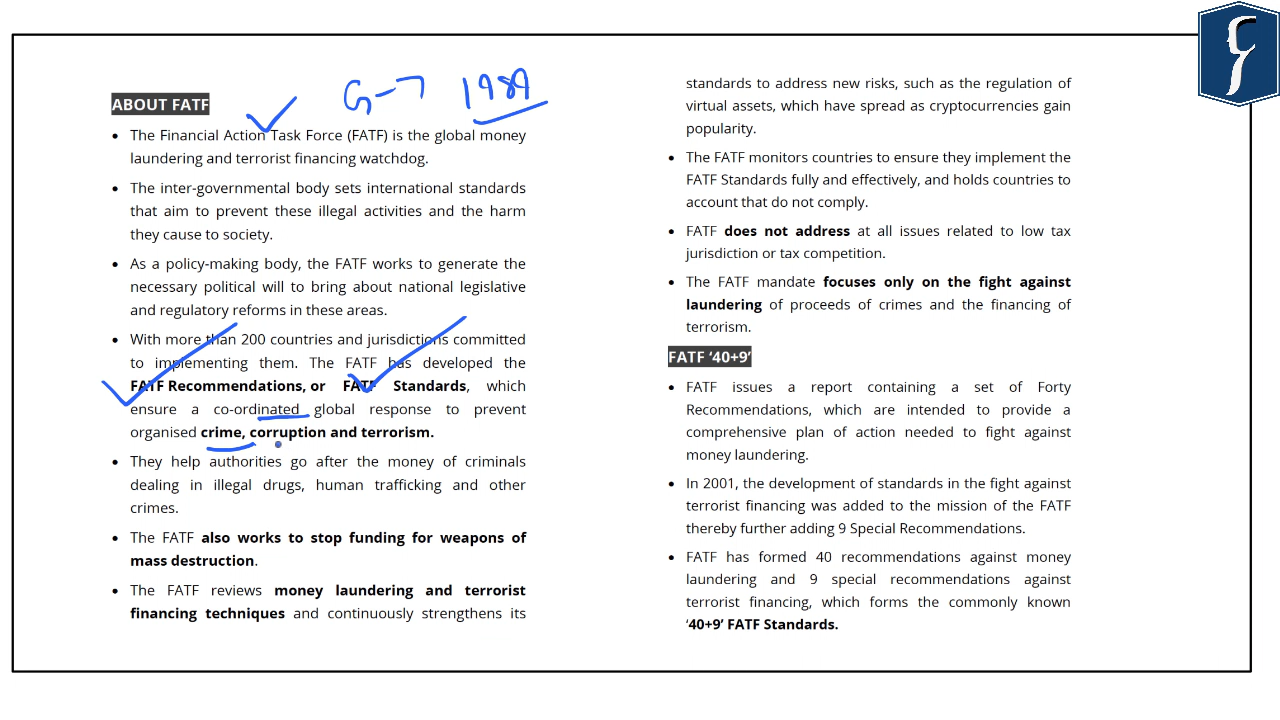 G-7 1989
ABOUT FATF
• The Financial Action Task Force (FATF) is the global money
laundering and terrorist financing watchdog.
• The inter-governmental body sets international standards
that aim to prevent these illegal activities and the harm
they cause to society.
• As a policy-making body, the FATF works to generate the
necessary political will to bring about national legislative
and regulatory reforms in these areas.
• With more than 200 countries and jurisdictions committed
to implementing them. The FATF has developed the
FATF Recommendations, or FATF Standards, which
ensure a co-ordinated global response to prevent
organised crime, corruption and terrorism.
• They help authorities go after the money of criminals
dealing in illegal drugs, human trafficking and other
crimes.
• The FATF also works to stop funding for weapons of
mass destruction.
• The FATF reviews money laundering and terrorist
financing techniques and continuously strengthens its
standards to address new risks, such as the regulation of
virtual assets, which have spread as cryptocurrencies gain
popularity.
• The FATF monitors countries to ensure they implement the
FATF Standards fully and effectively, and holds countries to
account that do not comply.
• FATF does not address at all issues related to low tax
jurisdiction or tax competition.
• The FATF mandate focuses only on the fight against
laundering of proceeds of crimes and the financing of
terrorism.
FATF ‘40+9’
• FATF issues a report containing a set of Forty
Recommendations, which are intended to provide a
comprehensive plan of action needed to fight against
money laundering.
• In 2001, the development of standards in the fight against
terrorist financing was added to the mission of the FATF
thereby further adding 9 Special Recommendations.
• FATF has formed 40 recommendations against money
laundering and 9 special recommendations against
terrorist financing, which forms the commonly known
‘40+9’ FATF Standards.